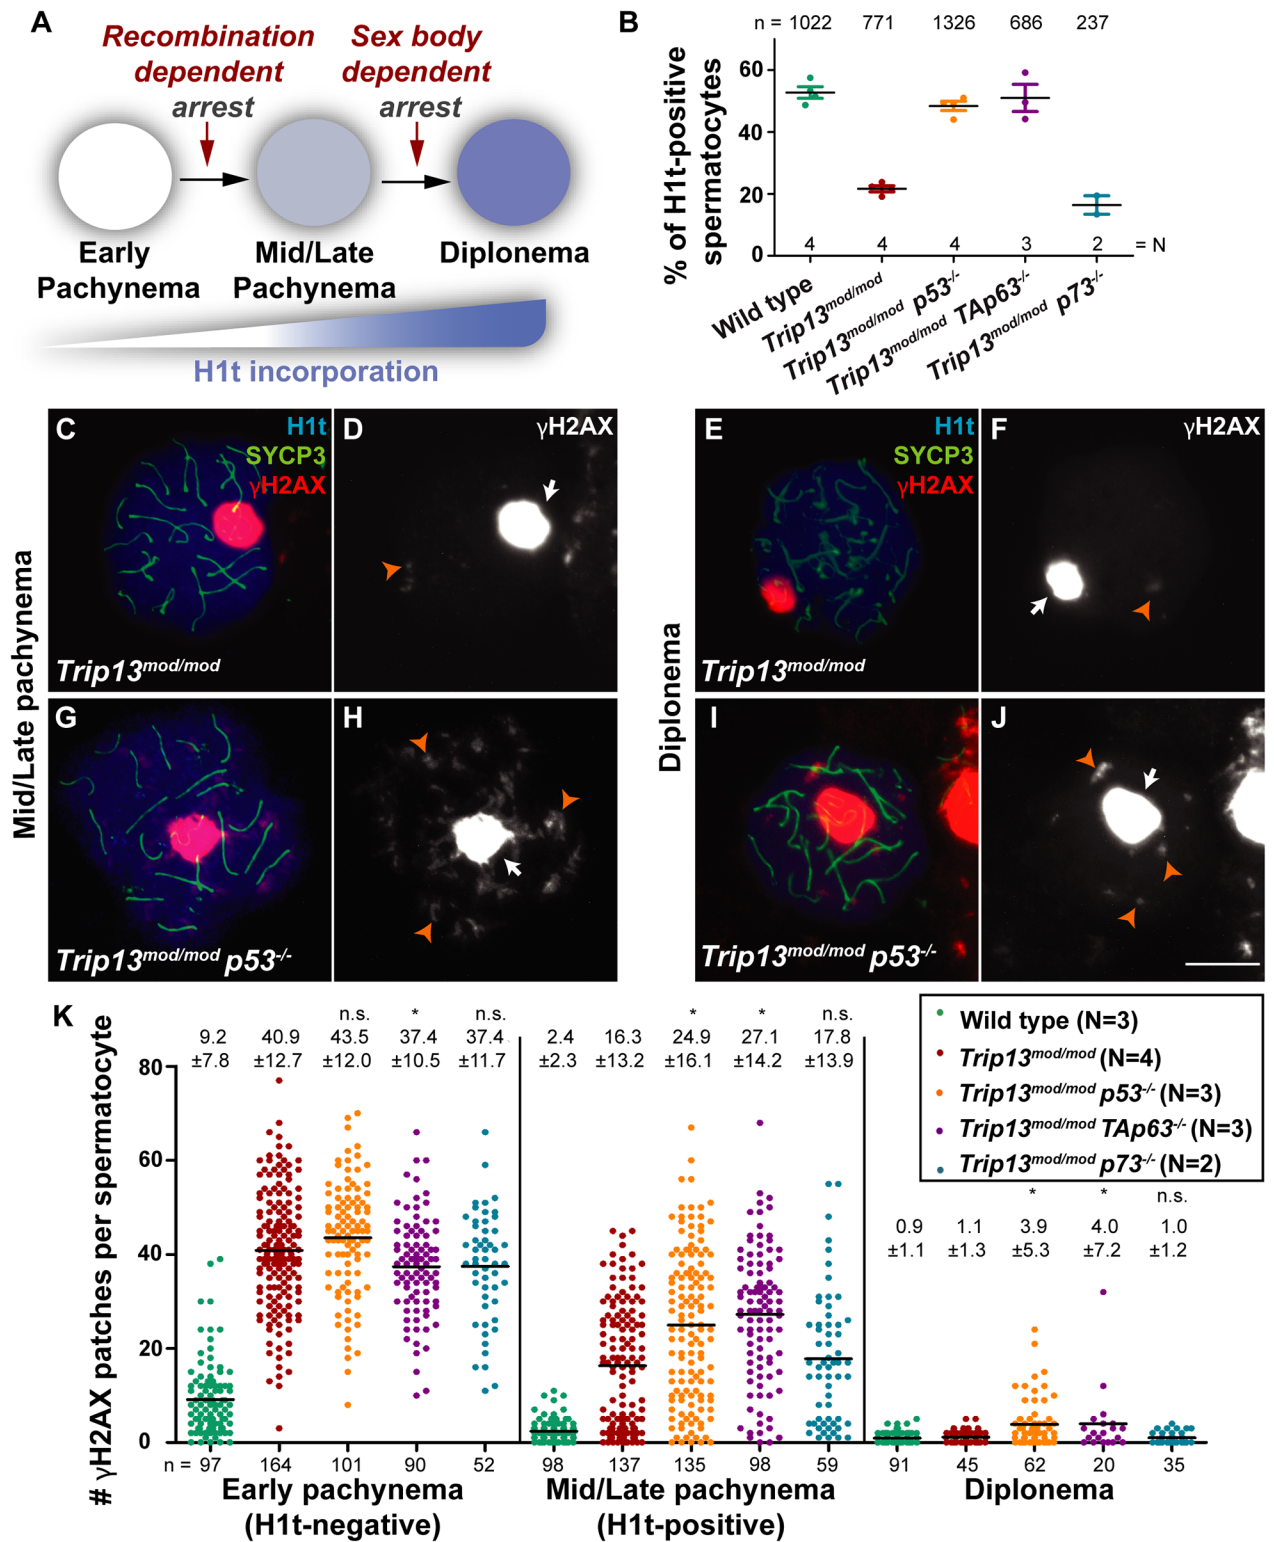 A
Recombination
dependent
arrest
Sex body
dependent
arrest
Early
Pachynema
Mid/Late
Pachynema
Diplonema
H1t incorporation
B
n = 1022 771 1326 686 237
% of H1t-positive
spermatocytes
60
40
20
0
4 4 4 3 2 = N
Wild type
Trip13mod/mod
Trip13mod/mod p53-/-
Trip13mod/mod TAp63-/-
Trip13mod/mod p73-/-
Mid/Late pachynema
C
H1t
SYCP3
γH2AX
Trip13mod/mod
D
γH2AX
Diplonema
E
H1t
SYCP3
γH2AX
Trip13mod/mod
F
γH2AX
G
Trip13mod/mod p53-/-
H
I
Trip13mod/mod p53-/-
J
K
# γH2AX patches per spermatocyte
80
60
40
20
0
n.s. * n.s.
9.2 40.9 43.5 37.4 37.4
±7.8 ±12.7 ±12.0 ±10.5 ±11.7
* * n.s.
2.4 16.3 24.9 27.1 17.8
±2.3 ±13.2 ±16.1 ±14.2 ±13.9
Wild type (N=3)
Trip13mod/mod (N=4)
Trip13mod/mod p53-/- (N=3)
Trip13mod/mod TAp63-/- (N=3)
Trip13mod/mod p73-/- (N=2)
* * n.s.
0.9 1.1 3.9 4.0 1.0
±1.1 ±1.3 ±5.3 ±7.2 ±1.2
n = 97 164 101 90 52 98 137 135 98 59 91 45 62 20 35
Early pachynema
(H1t-negative)
Mid/Late pachynema
(H1t-positive)
Diplonema